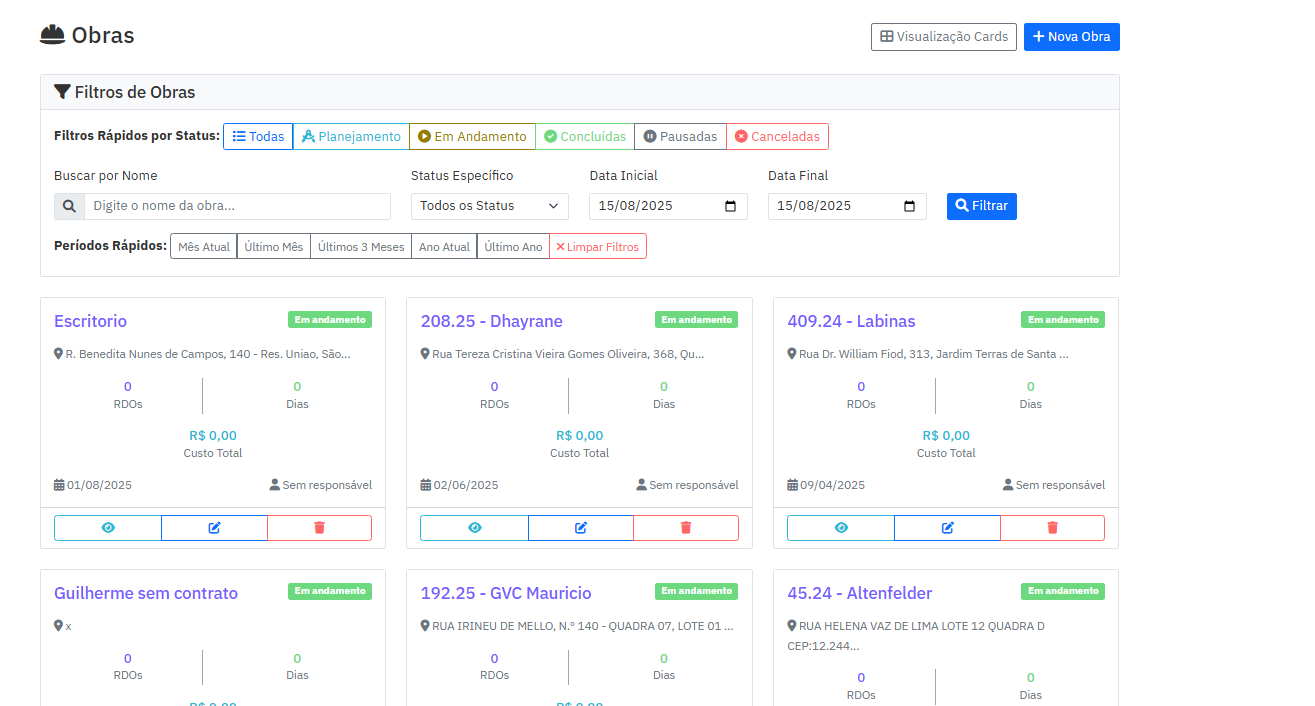 Obras
Visualização Cards
Nova Obra
Filtros de Obras
Filtros Rápidos por Status: Todas Planejamento Em Andamento Concluídas Pausadas Canceladas
Buscar por Nome Status Específico Data Inicial Data Final
Digite o nome da obra... Todos os Status 15/08/2025 15/08/2025 Filtrar
Períodos Rápidos: Mês Atual Último Mês Últimos 3 Meses Ano Atual Último Ano Limpar Filtros
Escritorio Em andamento
R. Benedita Nunes de Campos, 140 - Res. Uniao, São...
0 0
RDOs Dias
R$ 0,00
Custo Total
01/08/2025 Sem responsável
208.25 - Dhayrane Em andamento
Rua Tereza Cristina Vieira Gomes Oliveira, 368, Qu...
0 0
RDOs Dias
R$ 0,00
Custo Total
02/06/2025 Sem responsável
409.24 - Labinas Em andamento
Rua Dr. William Fiod, 313, Jardim Terras de Santa ...
0 0
RDOs Dias
R$ 0,00
Custo Total
09/04/2025 Sem responsável
Guilherme sem contrato Em andamento
x
0 0
RDOs Dias
R$ 0,00
192.25 - GVC Mauricio Em andamento
RUA IRINEU DE MELLO, N.º 140 - QUADRA 07, LOTE 01 ...
0 0
RDOs Dias
R$ 0,00
45.24 - Altenfelder Em andamento
RUA HELENA VAZ DE LIMA LOTE 12 QUADRA D
CEP:12.244...
0 0
RDOs Dias